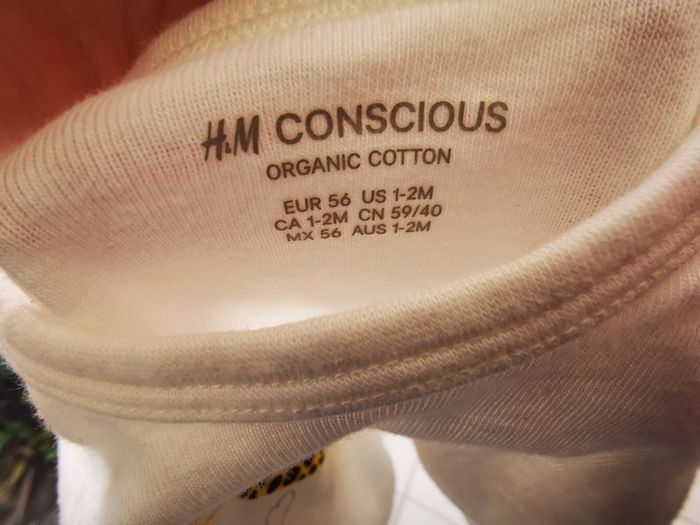 H&M CONSCIOUS
ORGANIC COTTON
EUR 56 US 1-2M
CA 1-2M CN 59/40
MX 56 AUS 1-2M